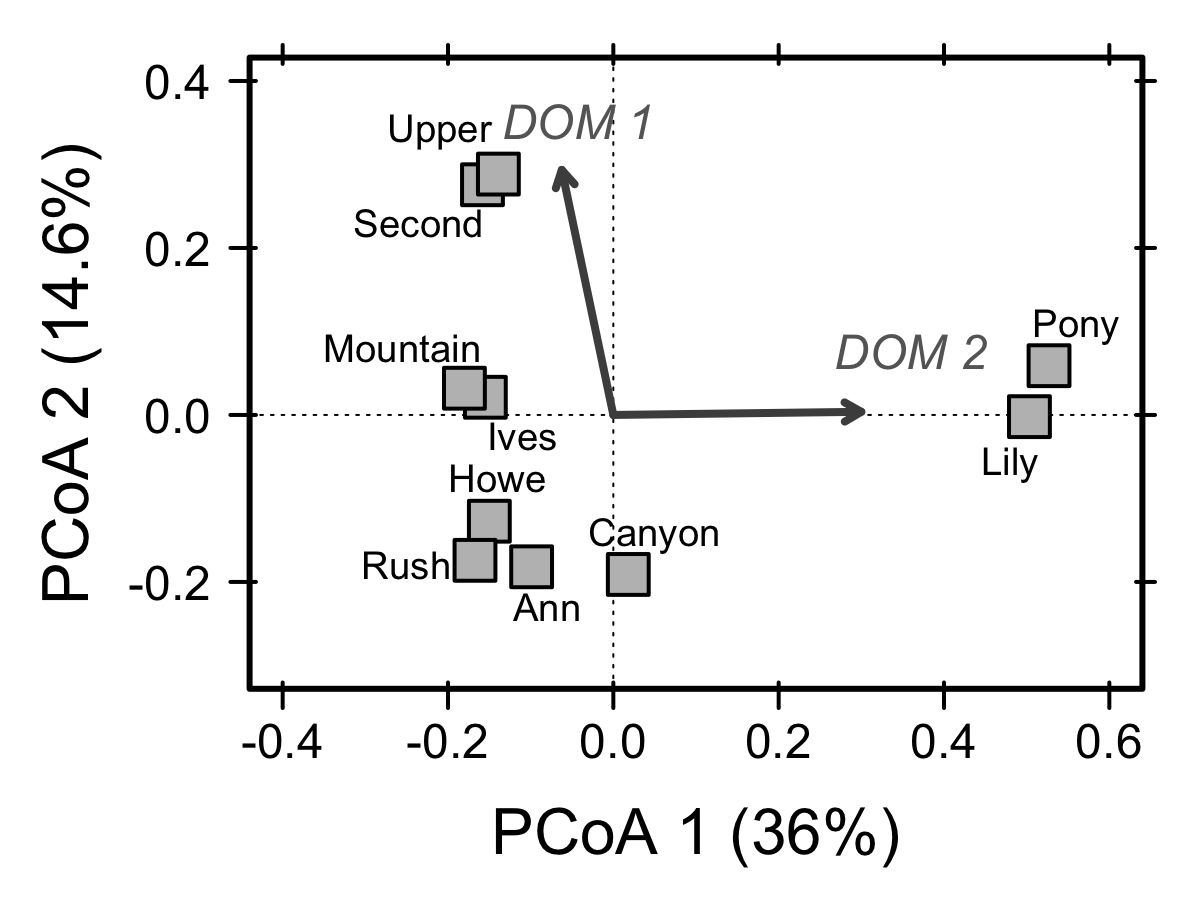 0.4
Upper
DOM 1
Second
0.2
PCoA 2 (14.6%)
Mountain
Pony
DOM 2
0.0
Ives
Lily
Howe
Canyon
Rush
-0.2
Ann
-0.4
-0.2
0.0
0.2
0.4
0.6
PCoA 1 (36%)